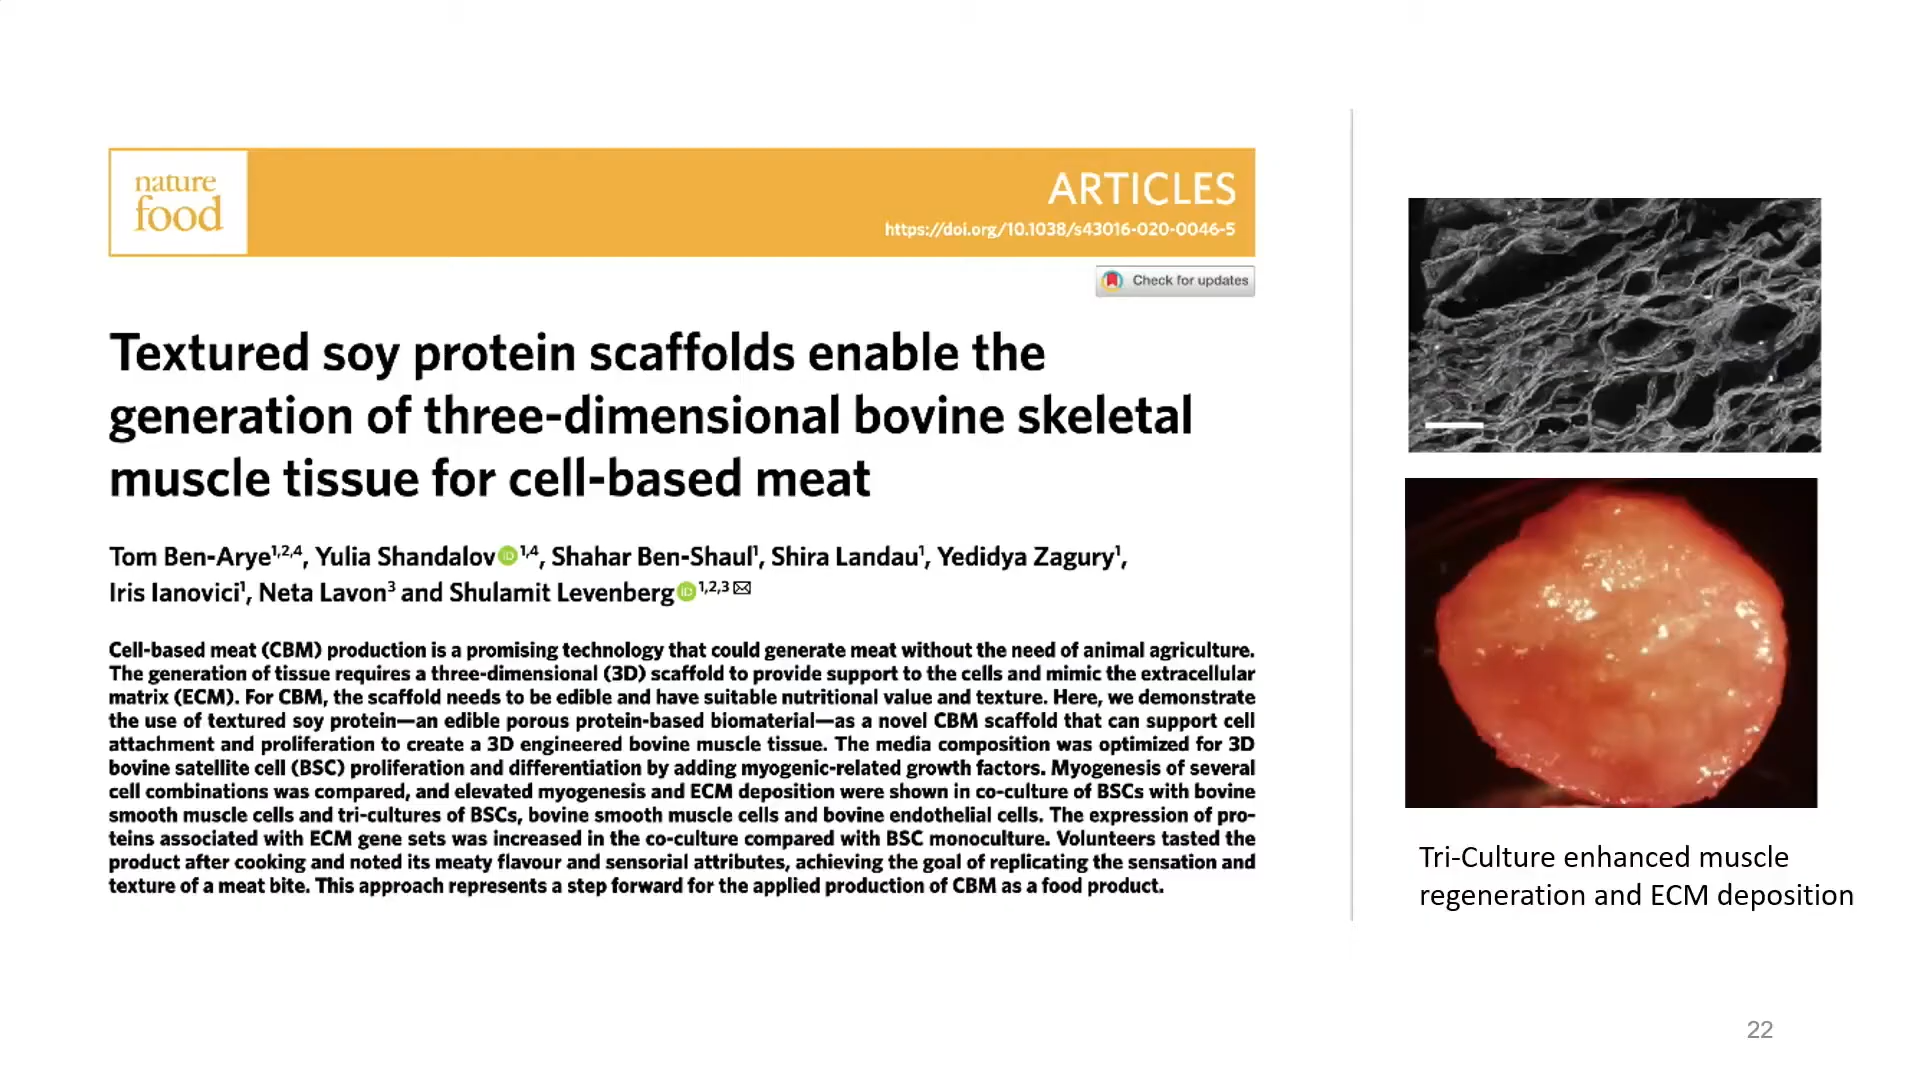 nature
food
ARTICLES
https://doi.org/10.1038/s43016-020-0046-5
Check for updates
Textured soy protein scaffolds enable the
generation of three-dimensional bovine skeletal
muscle tissue for cell-based meat
Tom Ben-Arye1,2,4, Yulia Shandalov iD 1,4, Shahar Ben-Shaul1, Shira Landau1, Yedidya Zagury1,
Iris Ianovici1, Neta Lavon3 and Shulamit Levenberg iD 1,2,3 ✉
Cell-based meat (CBM) production is a promising technology that could generate meat without the need of animal agriculture.
The generation of tissue requires a three-dimensional (3D) scaffold to provide support to the cells and mimic the extracellular
matrix (ECM). For CBM, the scaffold needs to be edible and have suitable nutritional value and texture. Here, we demonstrate
the use of textured soy protein—an edible porous protein-based biomaterial—as a novel CBM scaffold that can support cell
attachment and proliferation to create a 3D engineered bovine muscle tissue. The media composition was optimized for 3D
bovine satellite cell (BSC) proliferation and differentiation by adding myogenic-related growth factors. Myogenesis of several
cell combinations was compared, and elevated myogenesis and ECM deposition were shown in co-culture of BSCs with bovine
smooth muscle cells and tri-cultures of BSCs, bovine smooth muscle cells and bovine endothelial cells. The expression of pro-
teins associated with ECM gene sets was increased in the co-culture compared with BSC monoculture. Volunteers tasted the
product after cooking and noted its meaty flavour and sensorial attributes, achieving the goal of replicating the sensation and
texture of a meat bite. This approach represents a step forward for the applied production of CBM as a food product.
Tri-Culture enhanced muscle
regeneration and ECM deposition
22